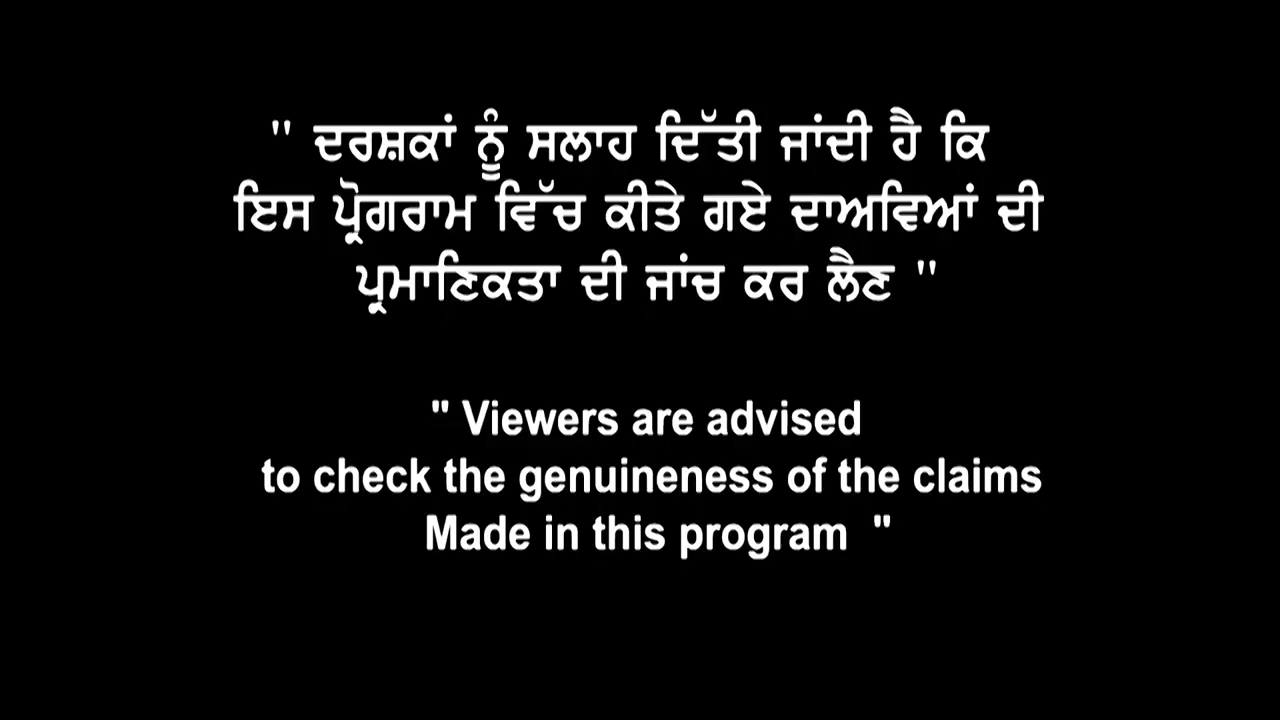 " ਦਰਸ਼ਕਾਂ ਨੂੰ ਸਲਾਹ ਦਿੱਤੀ ਜਾਂਦੀ ਹੈ ਕਿ
ਇਸ ਪ੍ਰੋਗਰਾਮ ਵਿੱਚ ਕੀਤੇ ਗਏ ਦਾਅਵਿਆਂ ਦੀ
ਪ੍ਰਮਾਣਿਕਤਾ ਦੀ ਜਾਂਚ ਕਰ ਲੈਣ "
" Viewers are advised
to check the genuineness of the claims
Made in this program "